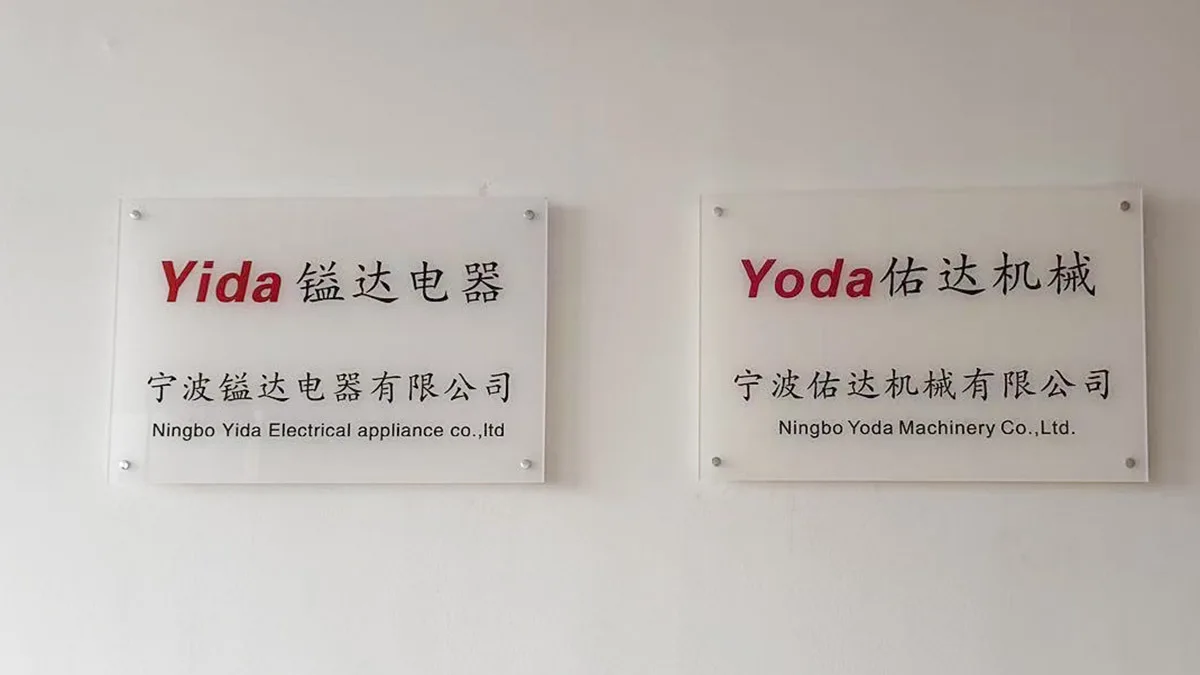 Yida 镒达电器
宁波镒达电器有限公司
Ningbo Yida Electrical appliance co.,ltd
Yoda 佑达机械
宁波佑达机械有限公司
Ningbo Yoda Machinery Co.,Ltd.